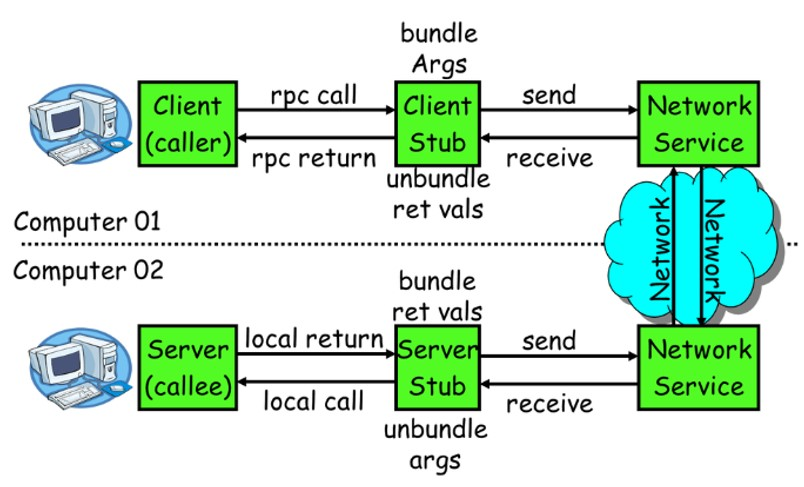 bundle
Args
Client
(caller)
rpc call
rpc return
Client
Stub
send
receive
Network
Service
unbundle
ret vals
Computer 01
Network
Network
Computer 02
bundle
ret vals
Server
(callee)
local return
local call
Server
Stub
send
receive
Network
Service
unbundle
args